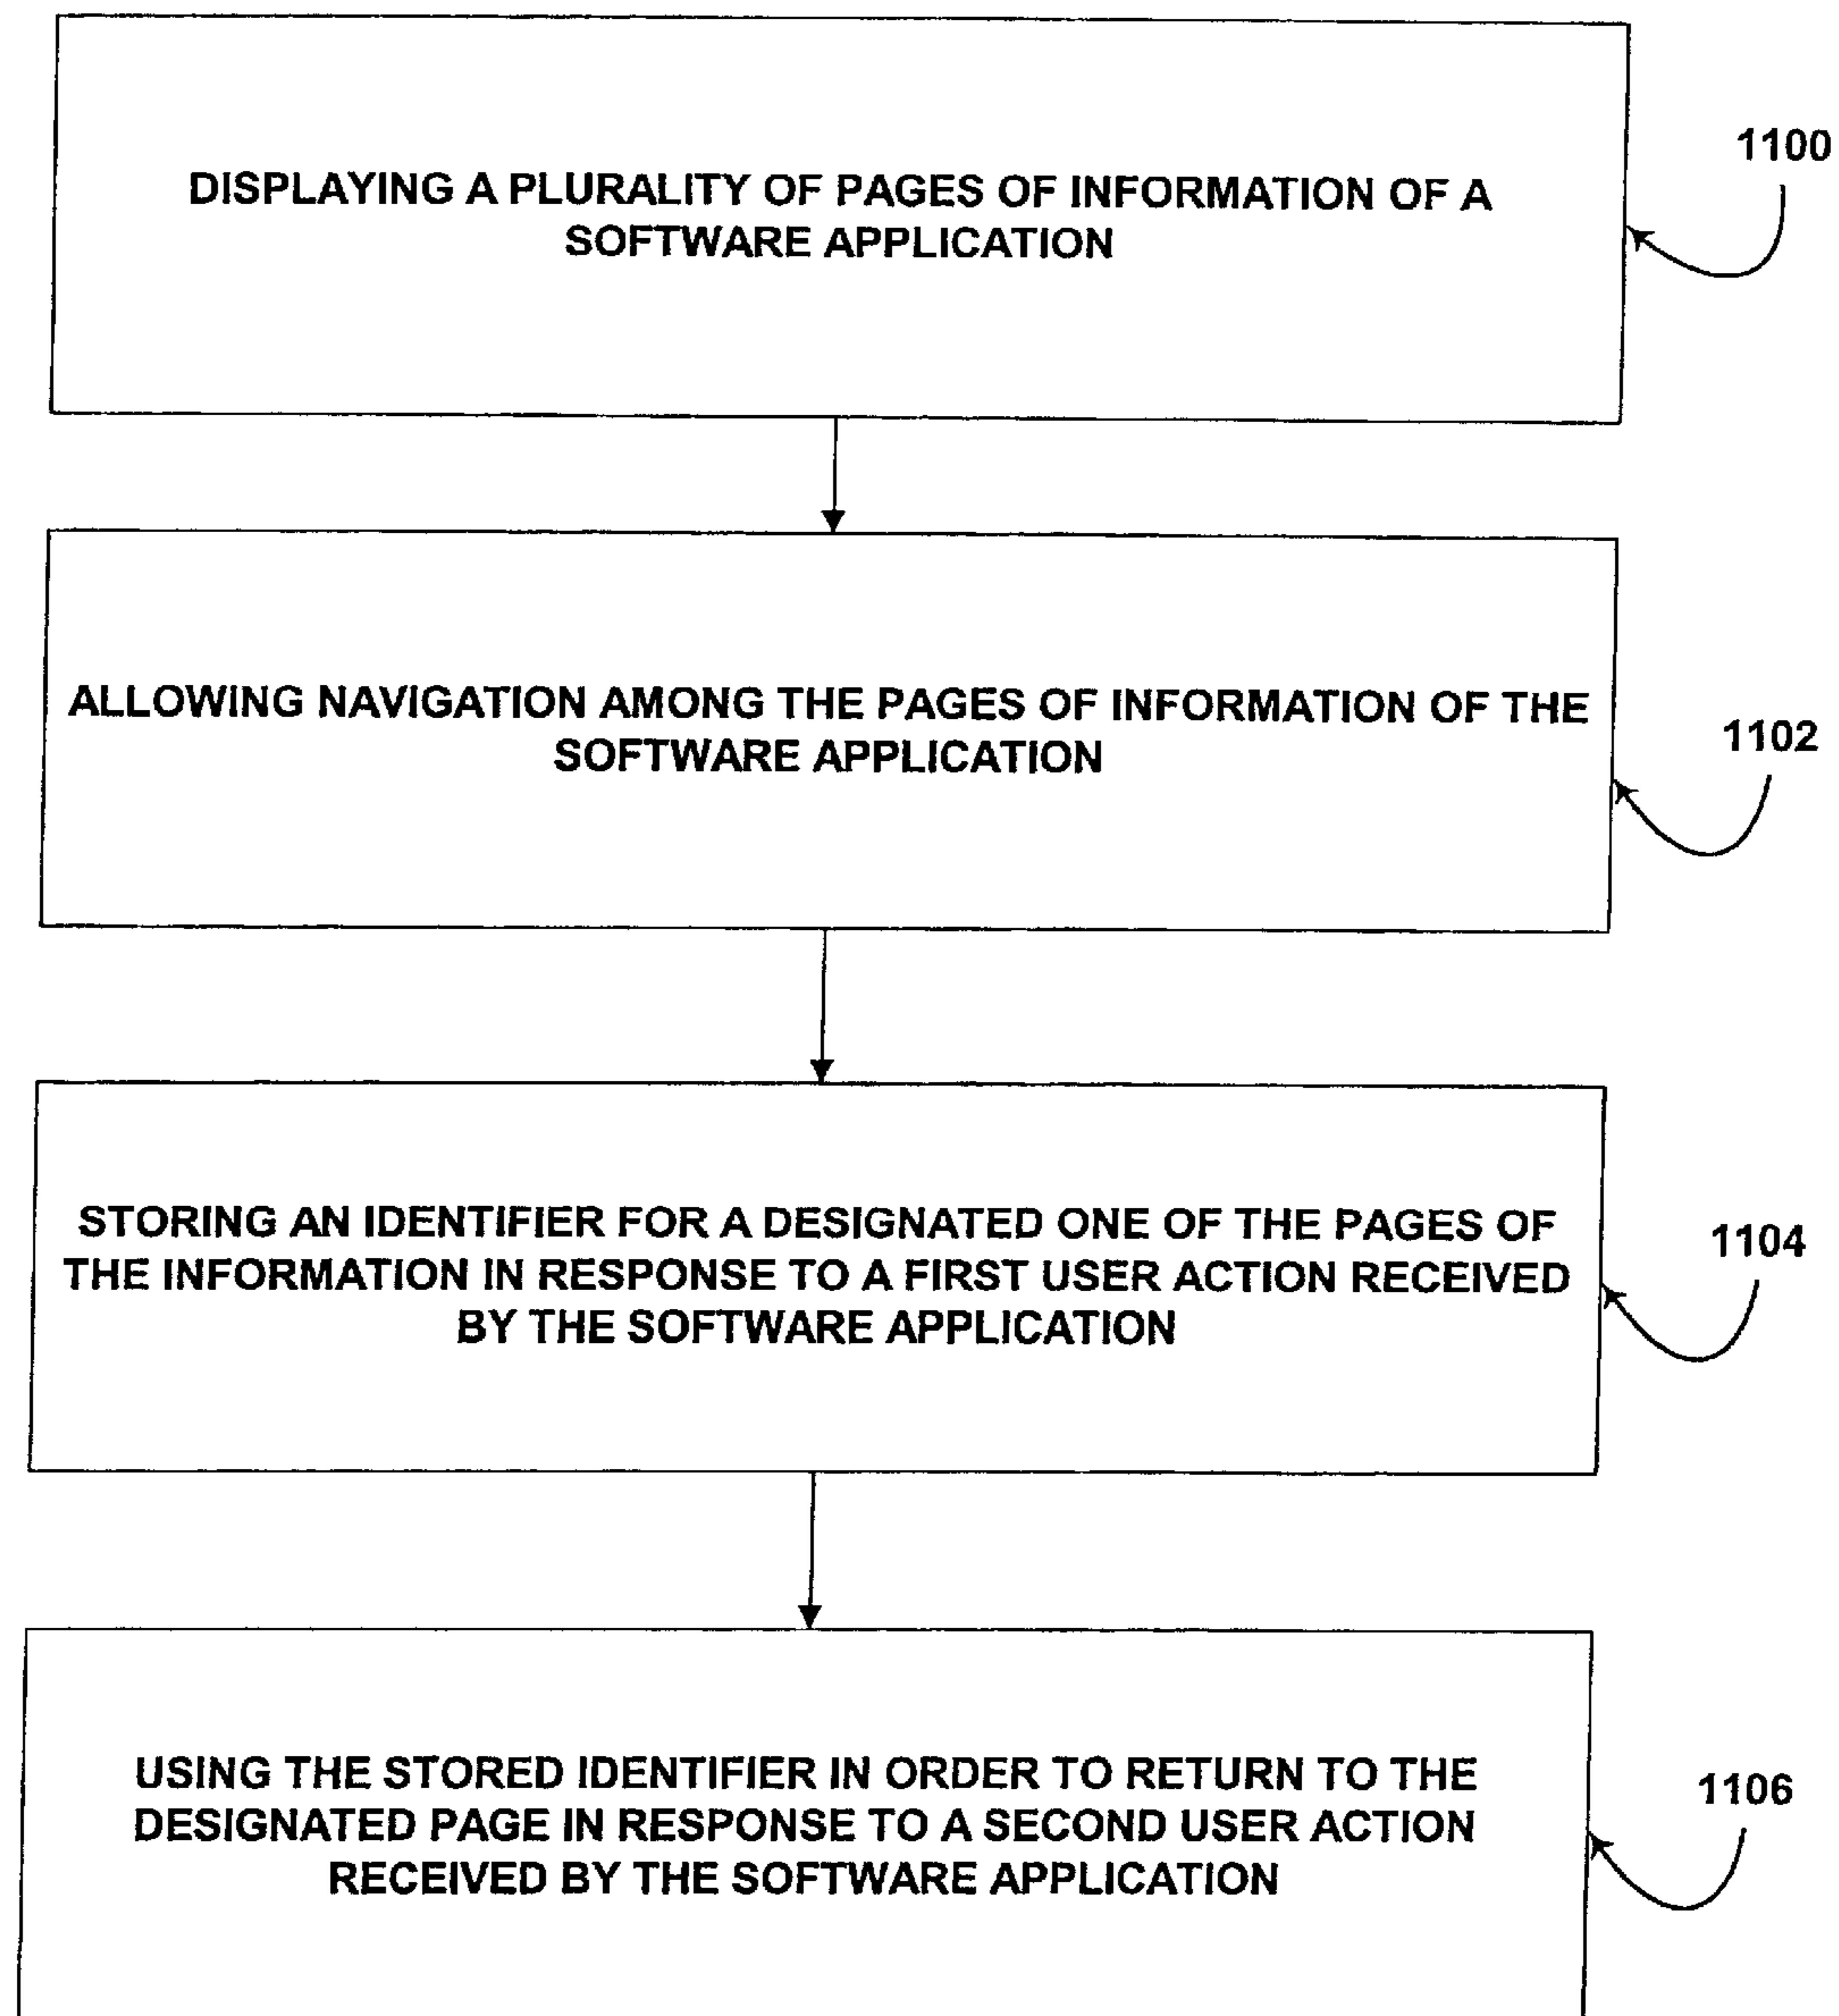 DISPLAYING A PLURALITY OF PAGES OF INFORMATION OF A
SOFTWARE APPLICATION
1100
ALLOWING NAVIGATION AMONG THE PAGES OF INFORMATION OF THE
SOFTWARE APPLICATION
1102
STORING AN IDENTIFIER FOR A DESIGNATED ONE OF THE PAGES OF
THE INFORMATION IN RESPONSE TO A FIRST USER ACTION RECEIVED
BY THE SOFTWARE APPLICATION
1104
USING THE STORED IDENTIFIER IN ORDER TO RETURN TO THE
DESIGNATED PAGE IN RESPONSE TO A SECOND USER ACTION
RECEIVED BY THE SOFTWARE APPLICATION
1106